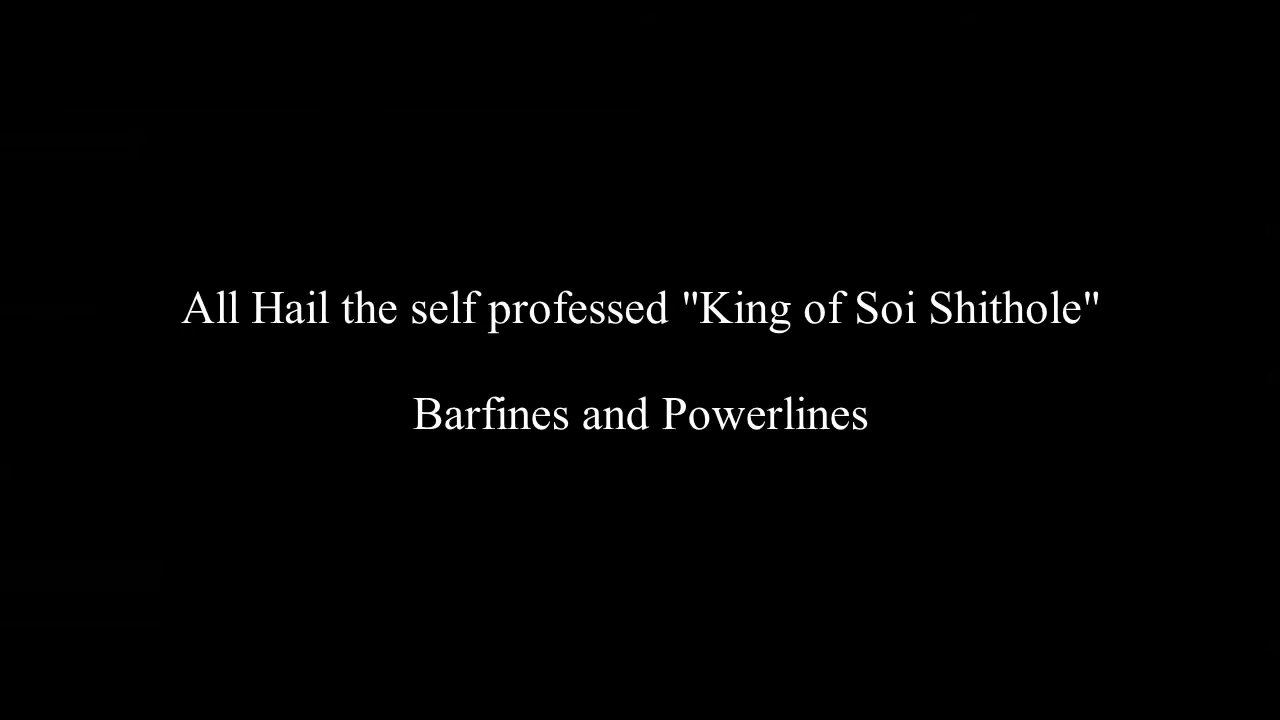 All Hail the self professed "King of Soi Shithole"
Barfines and Powerlines